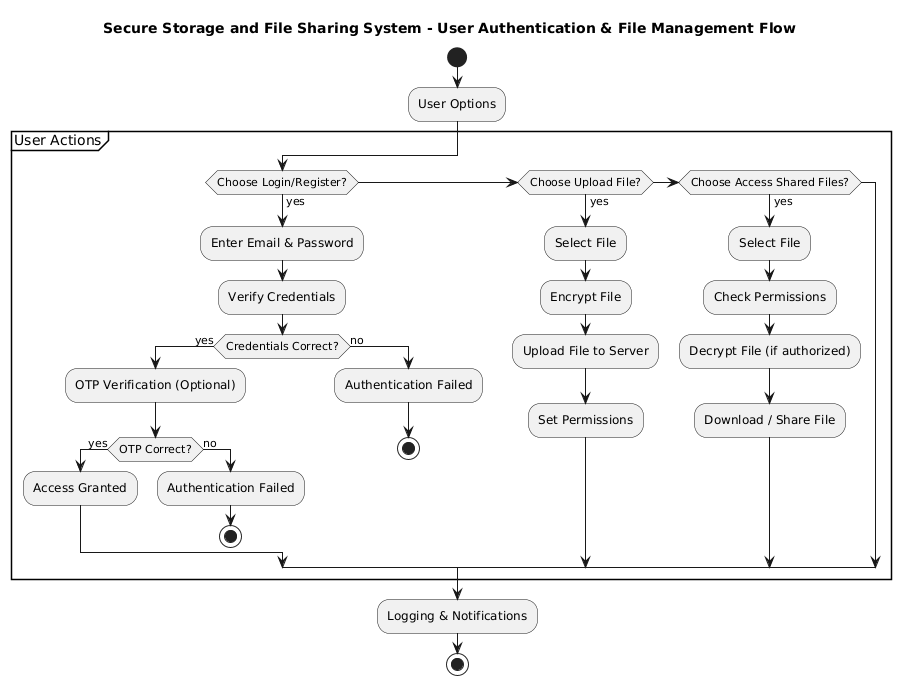 Secure Storage and File Sharing System - User Authentication & File Management Flow
User Options
User Actions
Choose Login/Register?
Choose Upload File?
Choose Access Shared Files?
yes
yes
yes
Enter Email & Password
Select File
Select File
Verify Credentials
Encrypt File
Check Permissions
yes
Credentials Correct?
no
Upload File to Server
Decrypt File (if authorized)
OTP Verification (Optional)
Authentication Failed
Set Permissions
Download / Share File
yes
OTP Correct?
no
Access Granted
Authentication Failed
Logging & Notifications